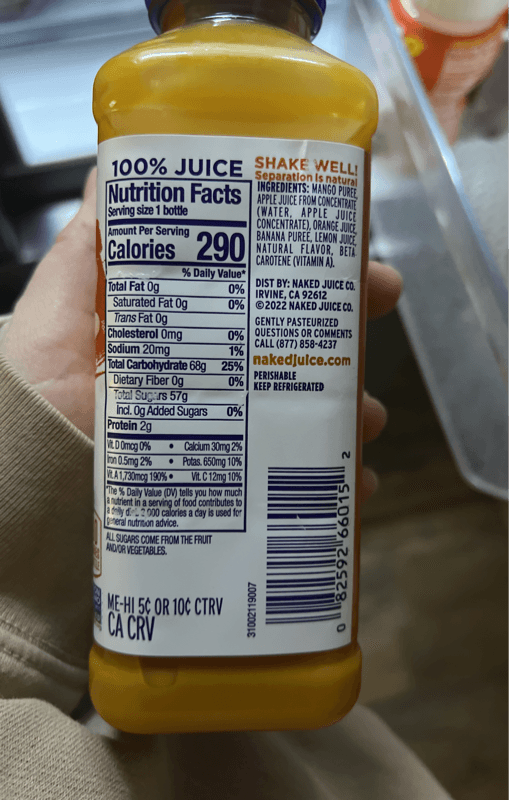 100% JUICE
Nutrition Facts
Serving size 1 bottle
Amount Per Serving
Calories 290
% Daily Value*
Total Fat 0g 0%
Saturated Fat 0g 0%
Trans Fat 0g
Cholesterol 0mg 0%
Sodium 20mg 1%
Total Carbohydrate 68g 25%
Dietary Fiber 0g 0%
Total Sugars 57g
Incl. 0g Added Sugars 0%
Protein 2g
Vit. D 0mcg 0% • Calcium 30mg 2%
Iron 0.5mg 2% • Potas. 650mg 10%
Vit. A 1,730mcg 190% • Vit. C 12mg 10%
*The % Daily Value (DV) tells you how much
a nutrient in a serving of food contributes to
a daily 2,000 calories a day is used for
general nutrition advice.
ALL SUGARS COME FROM THE FRUIT
AND/OR VEGETABLES.
ME-HI 5¢ OR 10¢ CTRV
CA CRV
SHAKE WELL!
Separation is natural
INGREDIENTS: MANGO PUREE,
APPLE JUICE FROM CONCENTRATE
(WATER, APPLE JUICE
CONCENTRATE), ORANGE JUICE,
BANANA PUREE, LEMON JUICE,
NATURAL FLAVOR, BETA
CAROTENE (VITAMIN A).
DIST BY: NAKED JUICE CO.
IRVINE, CA 92612
©2022 NAKED JUICE CO.
GENTLY PASTEURIZED
QUESTIONS OR COMMENTS
CALL (877) 858-4237
nakedjuice.com
PERISHABLE
KEEP REFRIGERATED
31002119007
0 82592 66015 2